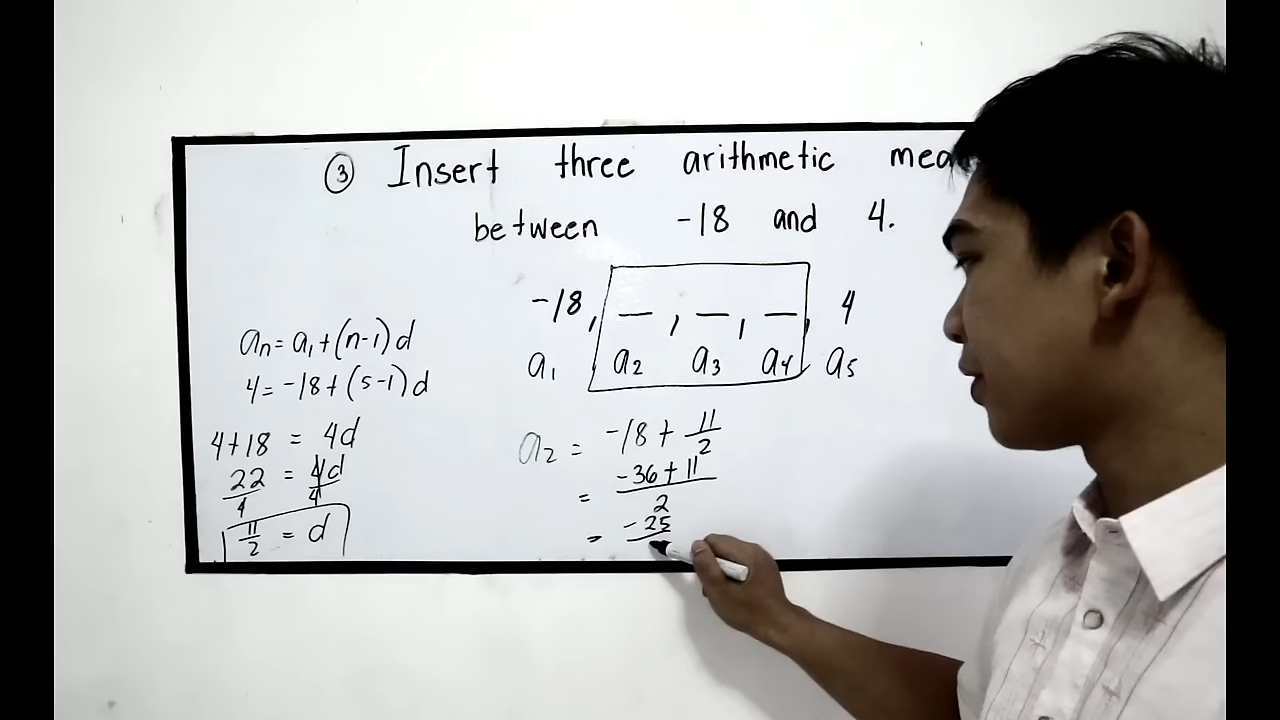 ③ Insert three arithmetic
between -18 and 4.
-18, __, __, __, 4
a₁ a₂ a₃ a₄ a₅
aₙ = a₁ + (n-1)d
4 = -18 + (5-1)d
4+18 = 4d
22/4 = 4d/4
11/2 = d
a₂ = -18 + 11/2
= -36 + 11/2
= -25